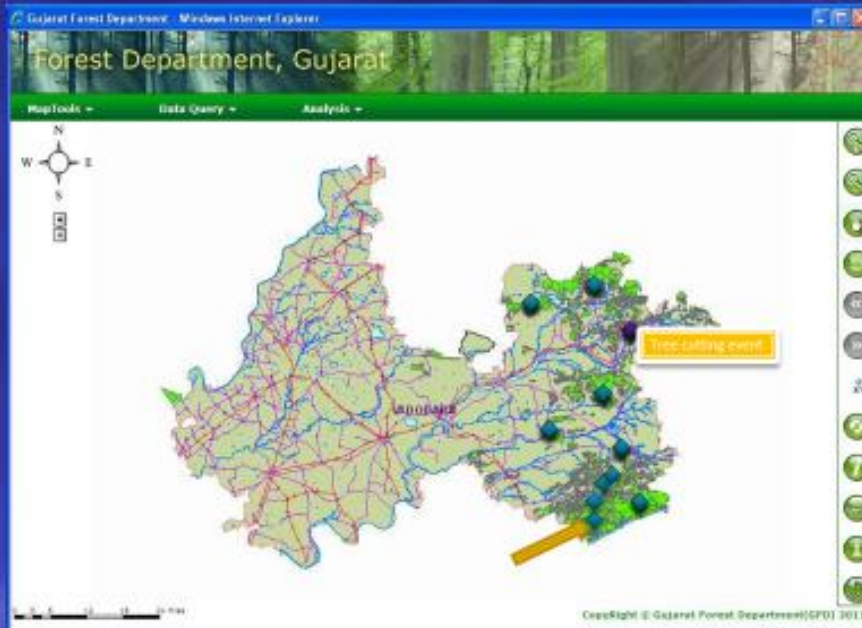 Gujarat Forest Department - Windows Internet Explorer
Forest Department, Gujarat
MapTools Data Query Analysis
N
W E
S
Tree cutting event
VADODARA
CopyRight © Gujarat Forest Department(GFD) 201